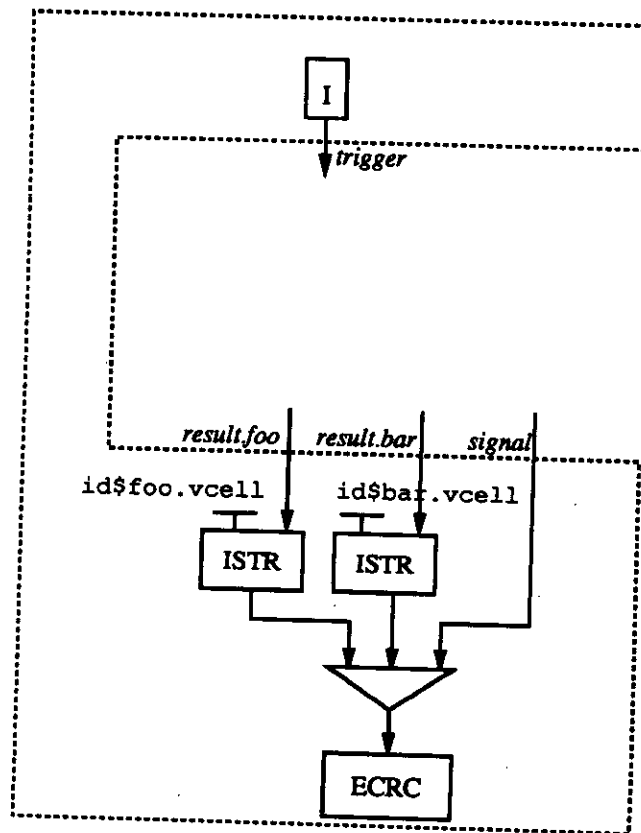 I
trigger
result.foo result.bar signal
id$foo.vcell id$bar.vcell
ISTR ISTR
ECRC